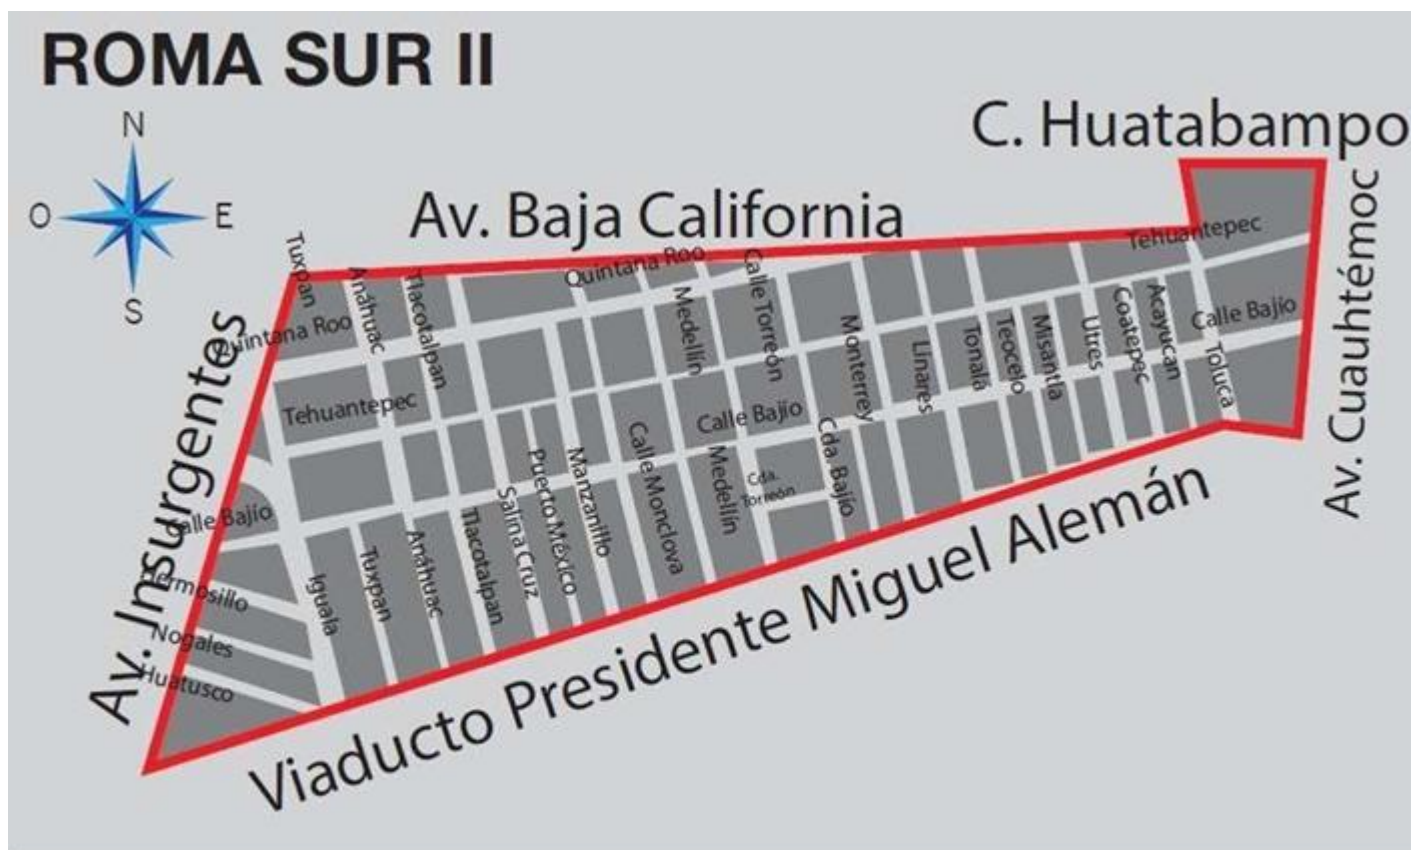 ROMA SUR II
N
O
E
S
C. Huatabampo
Av. Baja California
Av. Cuauhtémoc
Av. Insurgentes
Viaducto Presidente Miguel Alemán
Tuxpan
Anáhuac
Tlacotalpan
Quintana Roo
Quintana Roo
Medellín
Calle Torreón
Monterrey
Linares
Tonalá
Teocelo
Misantla
Utres
Coatepec
Acayucan
Tehuantepec
Calle Bajío
Toluca
Tehuantepec
Calle Bajío
Calle Monclova
Medellín
Cda.
Torreón
Cda. Bajío
Calle Bajío
Hermosillo
Nogales
Huatusco
Iguala
Tuxpan
Anáhuac
Tlacotalpan
Salina Cruz
Puerto México
Manzanillo